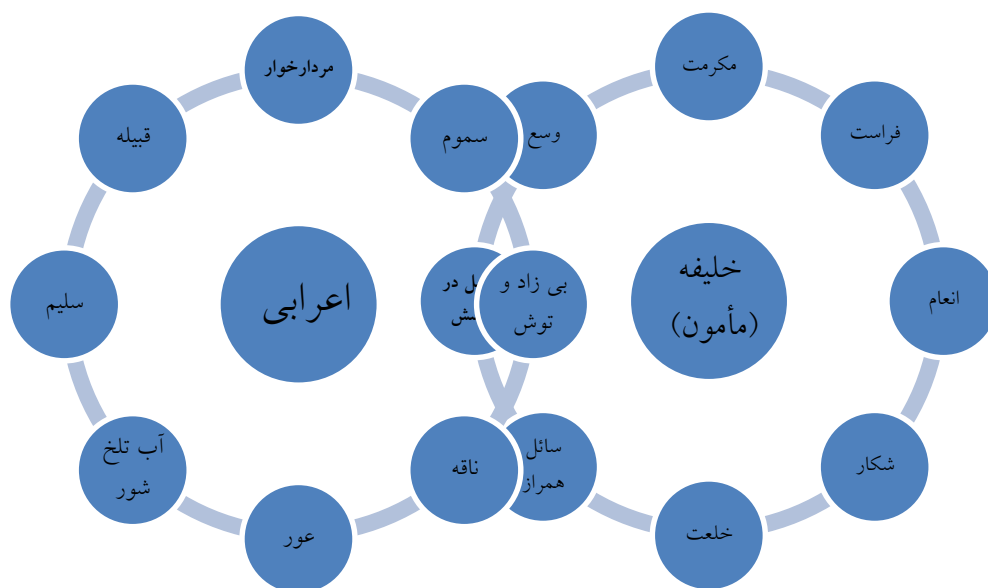 مکرمت
مردارخوار
فراست
وسع
سموم
قبیله
خلیفه
(مأمون)
انعام
بی زاد و
توش
در
اعرابی
سلیم
شکار
سائل
همراز
ناقه
آب تلخ
شور
خلعت
عور